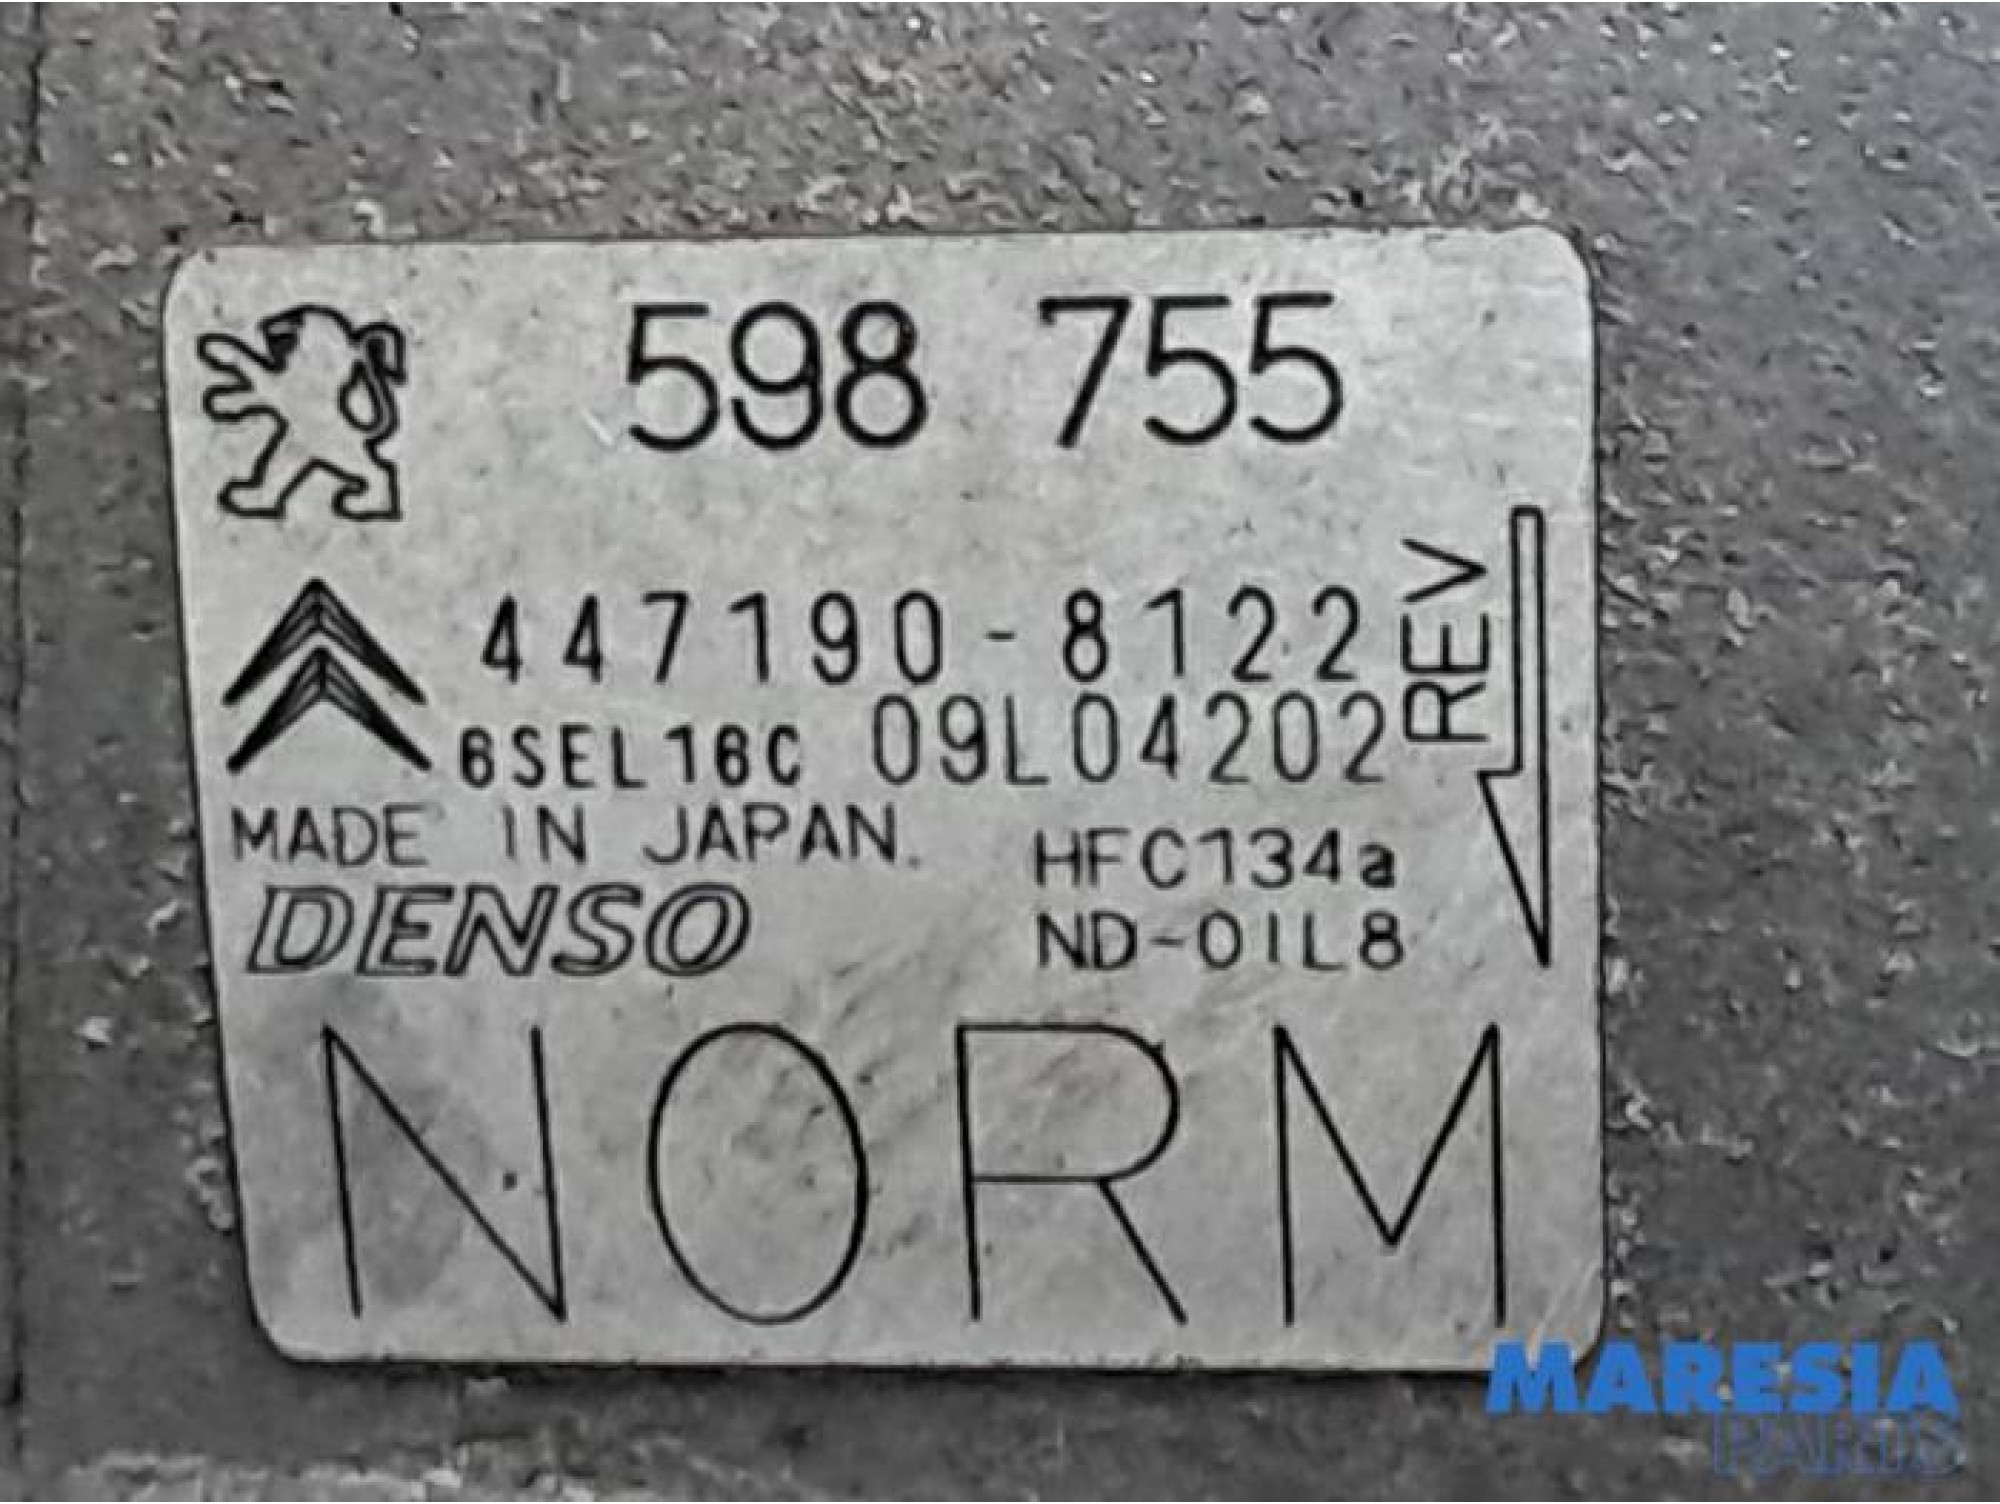 598 755
447190-8122
6SEL16C 09L04202
REV
MADE IN JAPAN.
HFC134a
DENSO
ND-OIL8
NORM
MARESIA
PARTS